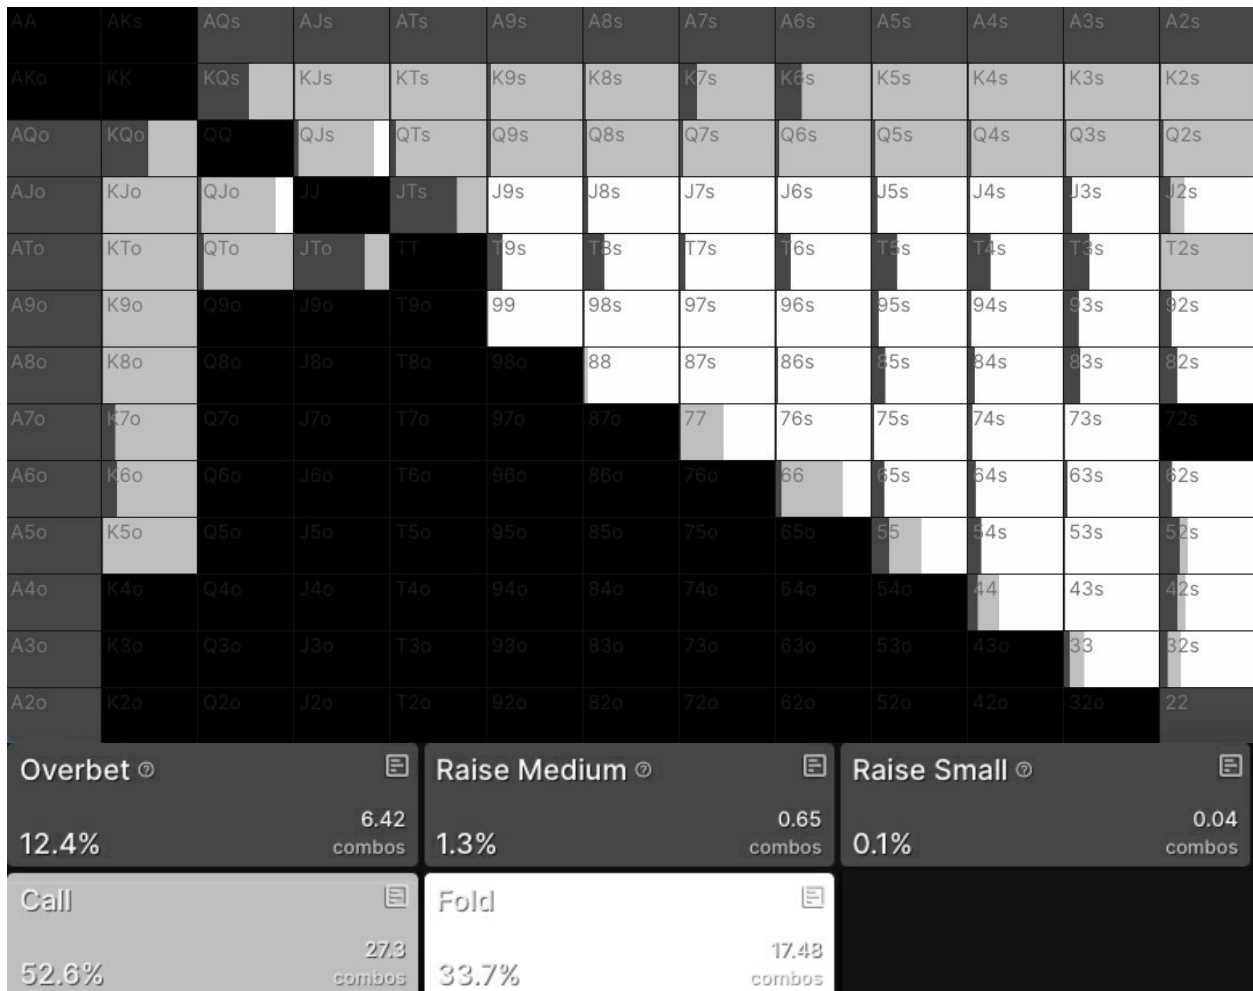 AA AKs AQs AJs ATs A9s A8s A7s A6s A5s A4s A3s A2s
AKo KK KQs KJs KTs K9s K8s K7s K6s K5s K4s K3s K2s
AQo KQo QQ QJs QTs Q9s Q8s Q7s Q6s Q5s Q4s Q3s Q2s
AJo KJo QJo JJ JTs J9s J8s J7s J6s J5s J4s J3s J2s
ATo KTo QTo JTo TT T9s T8s T7s T6s T5s T4s T3s T2s
A9o K9o Q9o J9o T9o 99 98s 97s 96s 95s 94s 93s 92s
A8o K8o Q8o J8o T8o 98o 88 87s 86s 85s 84s 83s 82s
A7o K7o Q7o J7o T7o 97o 87o 77 76s 75s 74s 73s 72s
A6o K6o Q6o J6o T6o 96o 86o 76o 66 65s 64s 63s 62s
A5o K5o Q5o J5o T5o 95o 85o 75o 65o 55 54s 53s 52s
A4o K4o Q4o J4o T4o 94o 84o 74o 64o 54o 44 43s 42s
A3o K3o Q3o J3o T3o 93o 83o 73o 63o 53o 43o 33 32s
A2o K2o Q2o J2o T2o 92o 82o 72o 62o 52o 42o 32o 22
Overbet
6.42
12.4% combos
Raise Medium
0.65
1.3% combos
Raise Small
0.04
0.1% combos
Call
27.3
52.6% combos
Fold
17.48
33.7% combos